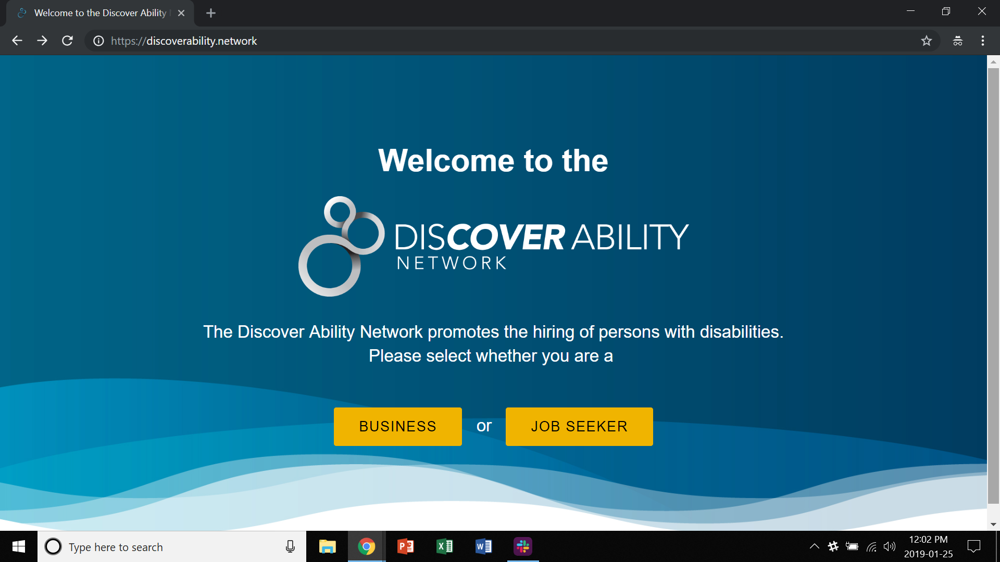 Welcome to the Discover Ability
https://discoverability.network
Welcome to the
DISCOVER ABILITY
NETWORK
The Discover Ability Network promotes the hiring of persons with disabilities.
Please select whether you are a
BUSINESS or JOB SEEKER
Type here to search
12:02 PM
2019-01-25